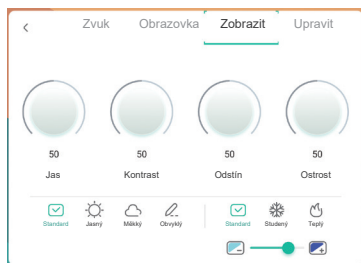 Zvuk Obrazovka Zobrazit Upravit
50 50 50 50
Jas Kontrast Odstín Ostrost
Standard Jasný Měkký Obvyklý Standard Studený Teplý